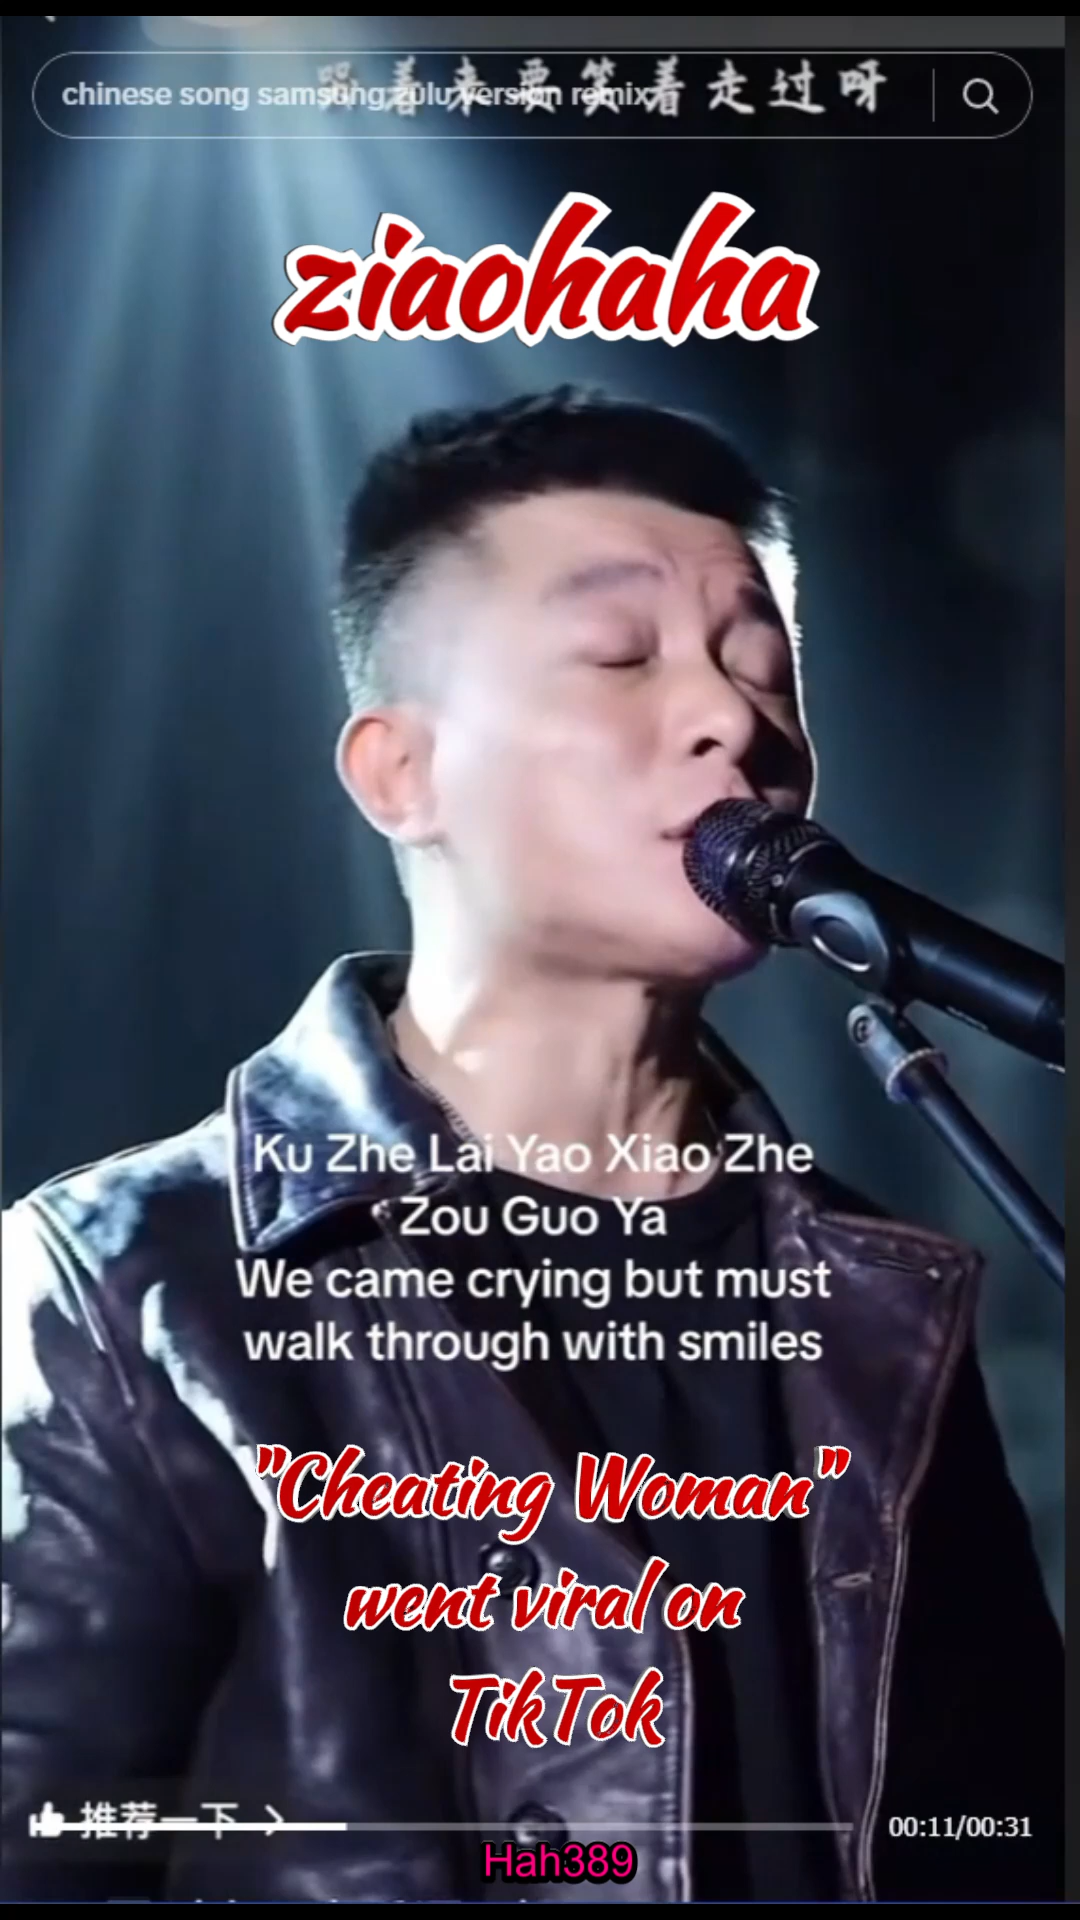 哭着来要笑着走过呀
chinese song samsung zulu version remix
ziaohaha
Ku Zhe Lai Yao Xiao Zhe
Zou Guo Ya
We came crying but must
walk through with smiles
"Cheating Woman"
went viral on
TikTok
推荐一下
00:11/00:31
Hah389